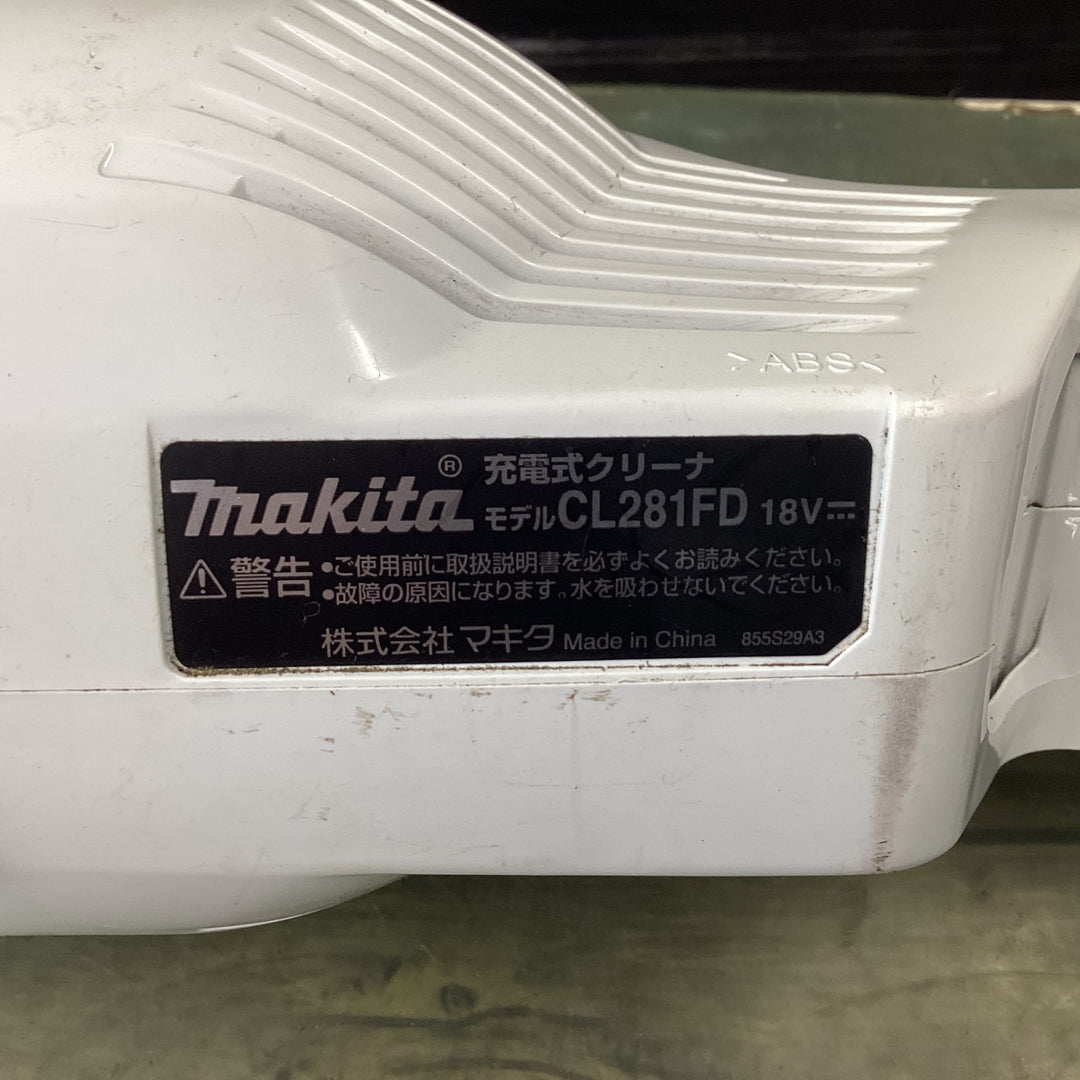 >ABS<
makita®
充電式クリーナ
モデルCL281FD 18V⎓
⚠警告
•ご使用前に取扱説明書を必ずよくお読みください。
•故障の原因になります。水を吸わせないでください。
株式会社マキタ Made in China 855S29A3